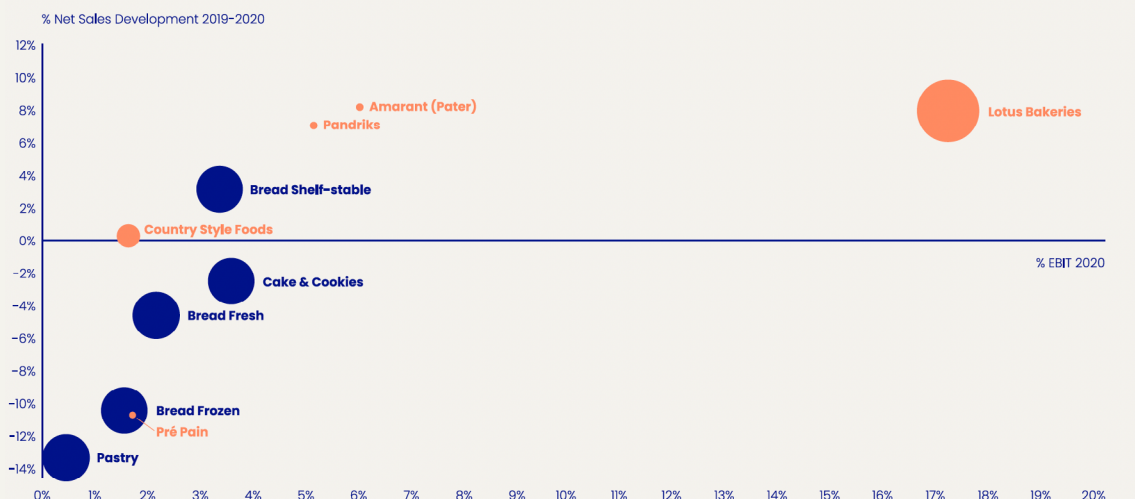 % Net Sales Development 2019-2020
12%
10%
8%
Amarant (Pater)
Lotus Bakeries
Pandriks
6%
4%
Bread Shelf-stable
2%
Country Style Foods
0%
% EBIT 2020
-2%
Cake & Cookies
-4%
Bread Fresh
-6%
-8%
-10%
Bread Frozen
Pré Pain
-12%
Pastry
-14%
0% 1% 2% 3% 4% 5% 6% 7% 8% 9% 10% 11% 12% 13% 14% 15% 16% 17% 18% 19% 20%